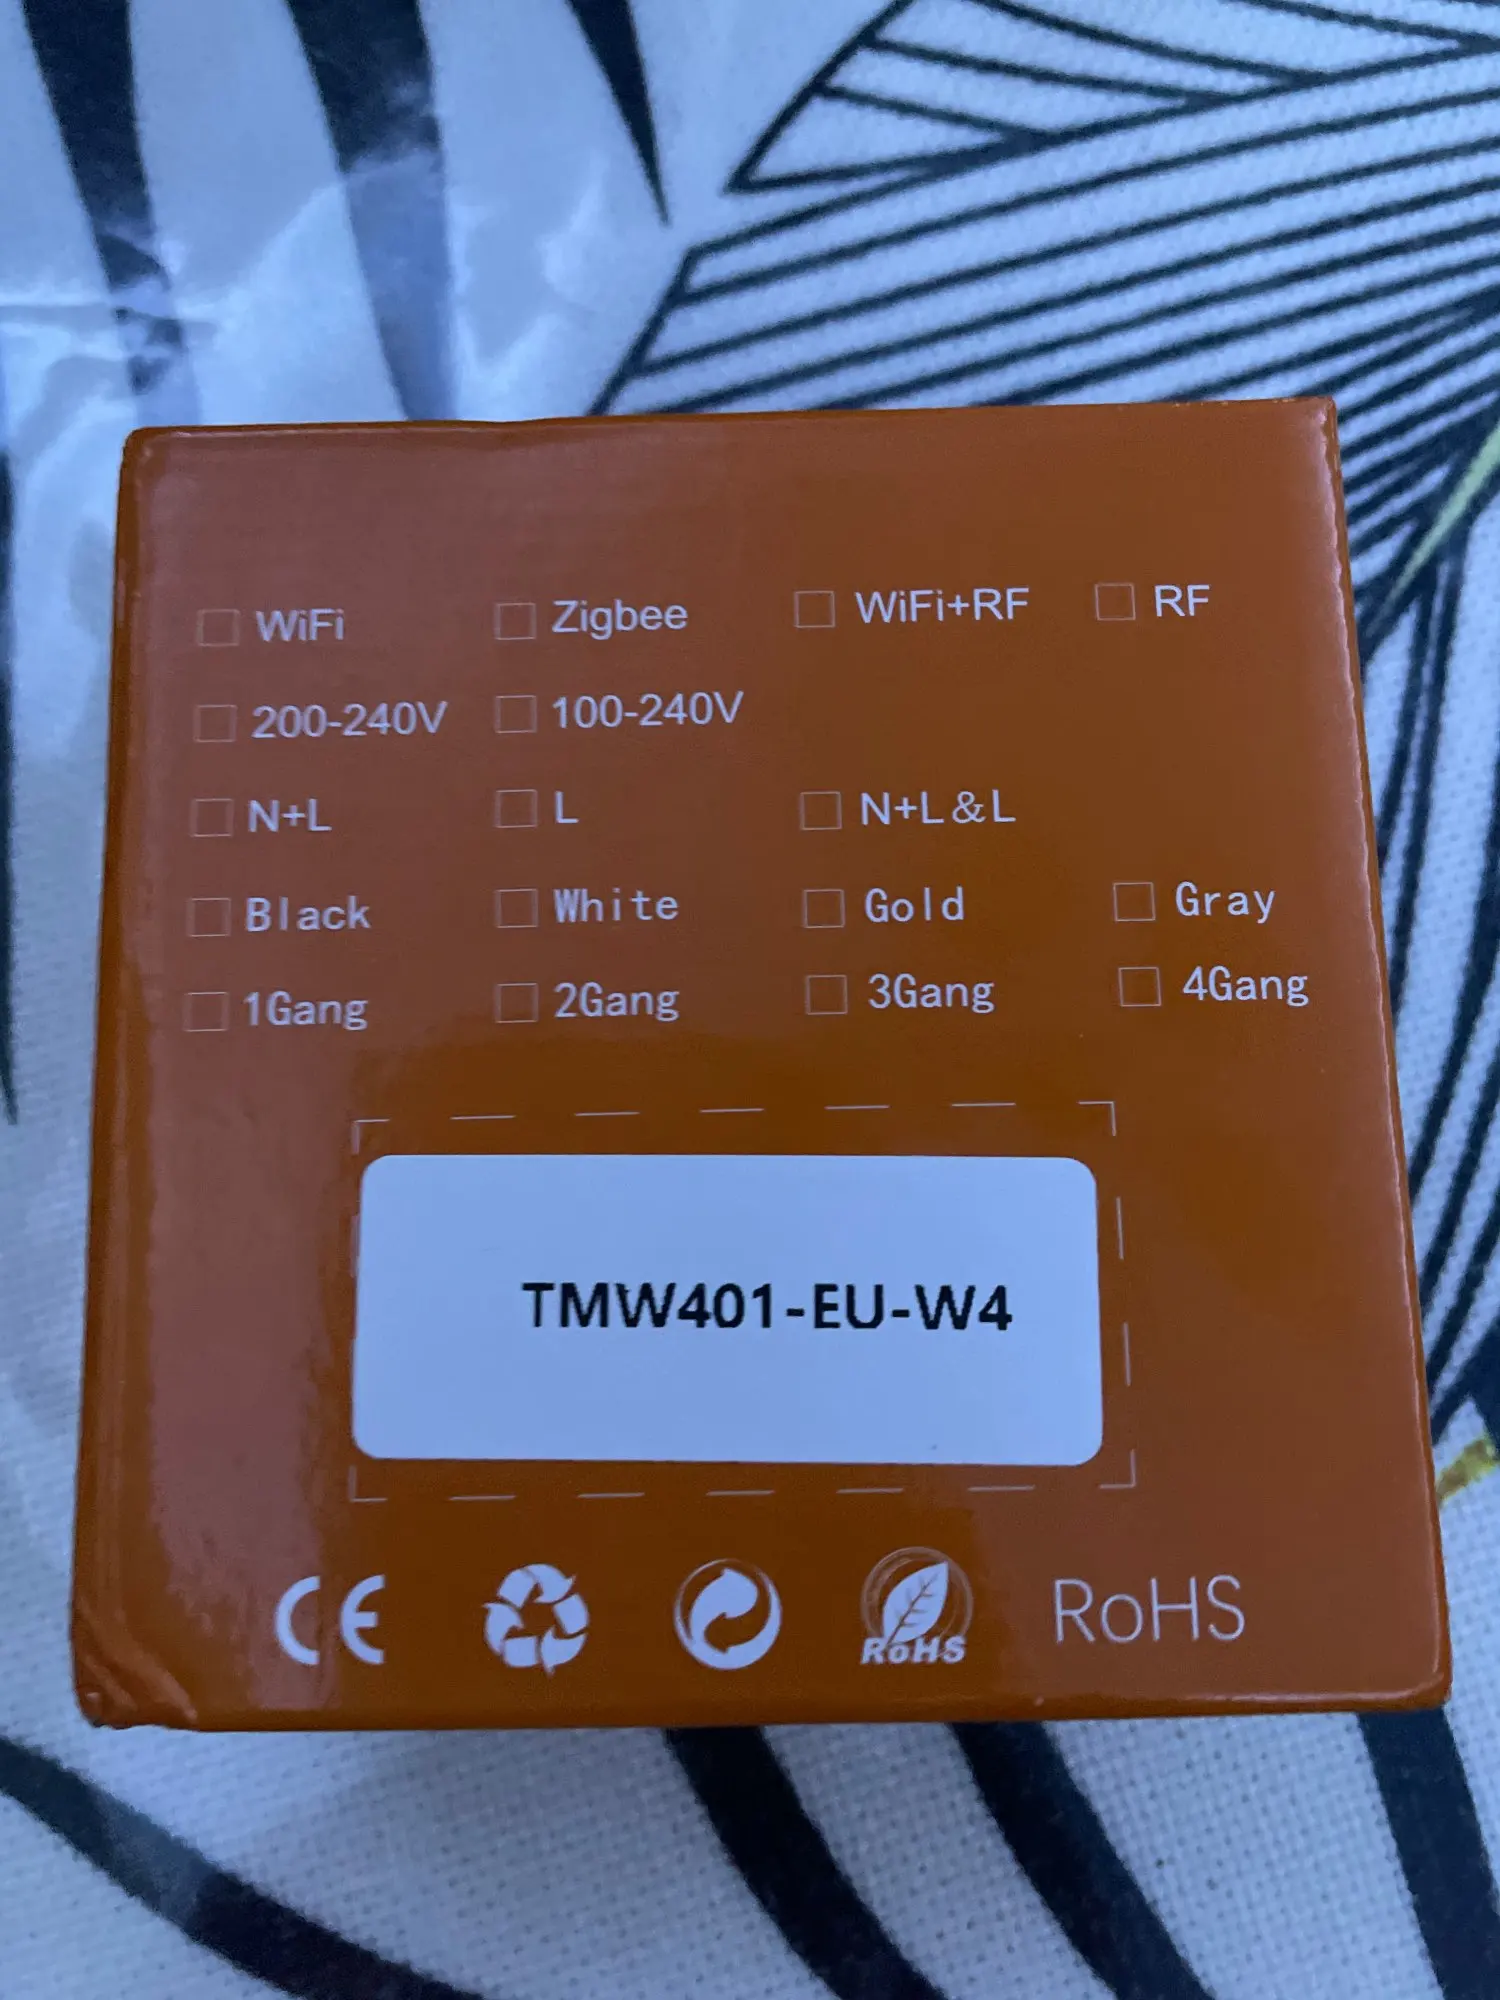 WiFi Zigbee WiFi+RF RF
200-240V 100-240V
N+L L N+L&L
Black White Gold Gray
1Gang 2Gang 3Gang 4Gang
TMW401-EU-W4
CE RoHS RoHS